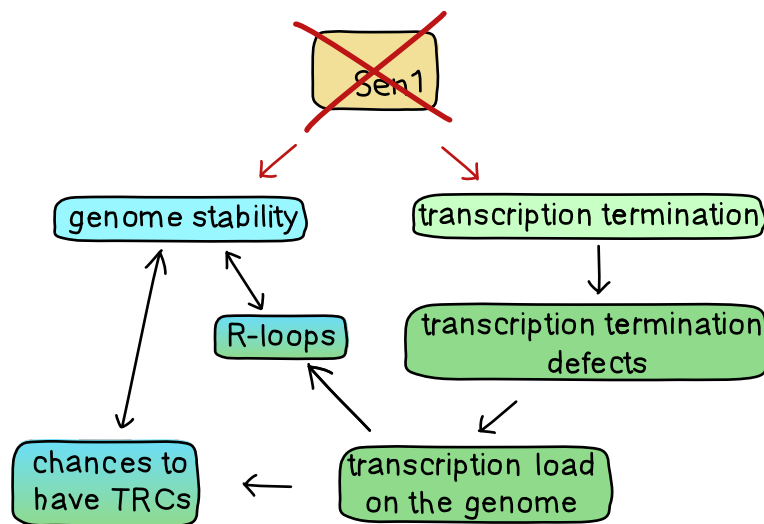 Sen1
genome stability
transcription termination
R-loops
transcription termination
defects
chances to
have TRCs
transcription load
on the genome